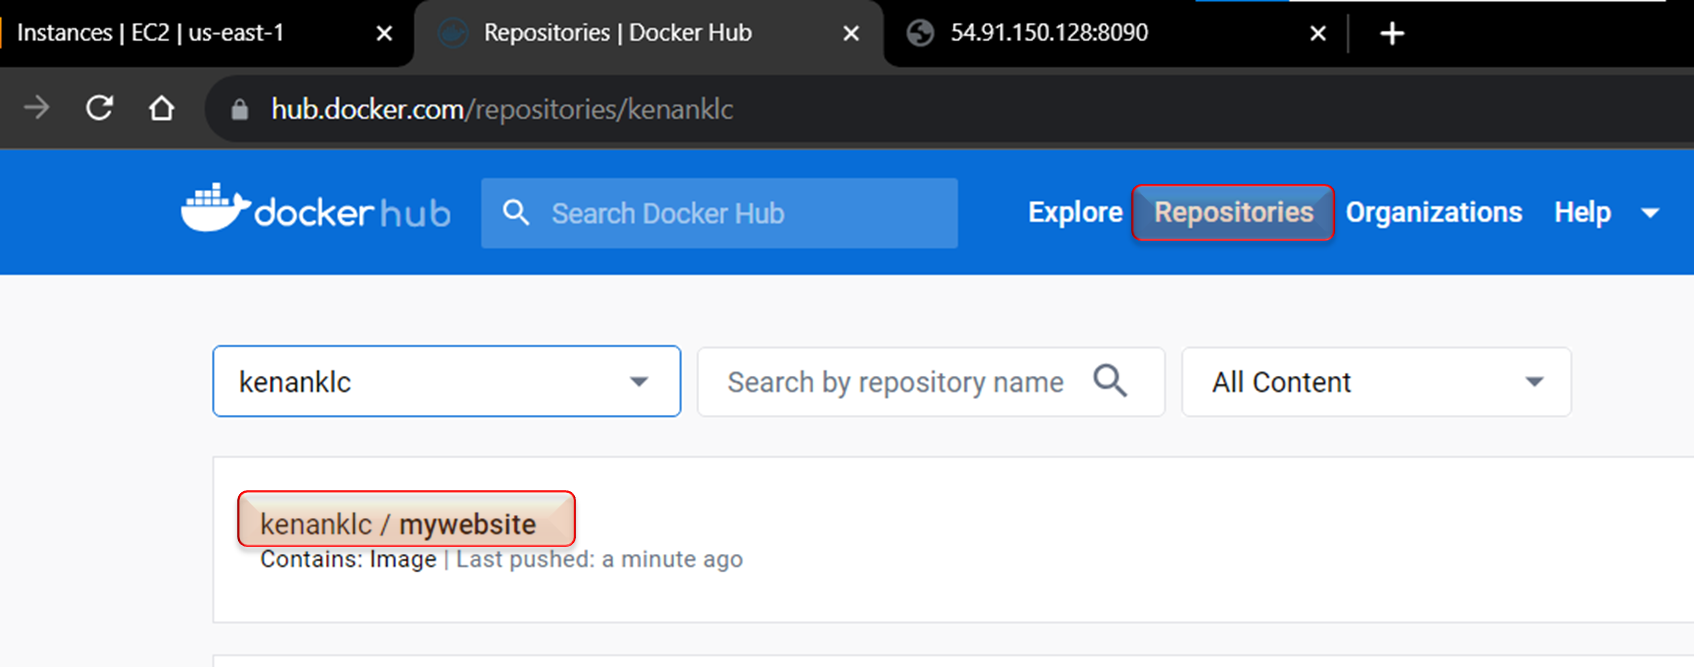 Instances | EC2 | us-east-1
Repositories | Docker Hub
54.91.150.128:8090
hub.docker.com/repositories/kenanklc
docker hub
Search Docker Hub
Explore
Repositories
Organizations
Help
kenanklc
Search by repository name
All Content
kenanklc / mywebsite
Contains: Image | Last pushed: a minute ago